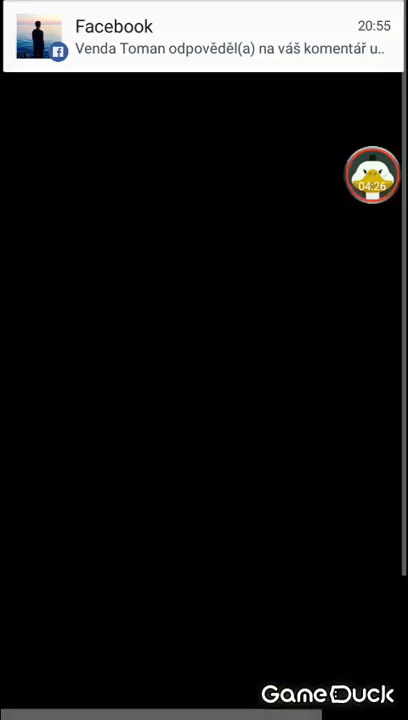 Facebook
20:55
Venda Toman odpověděl(a) na váš komentář u..
04:26
GameDuck